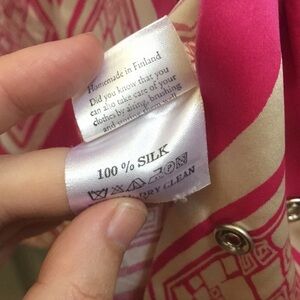 Homemade in Finland
Did you know that you
can also take care of your
clothes by airing, brushing
and
100 % SILK
DRY CLEAN